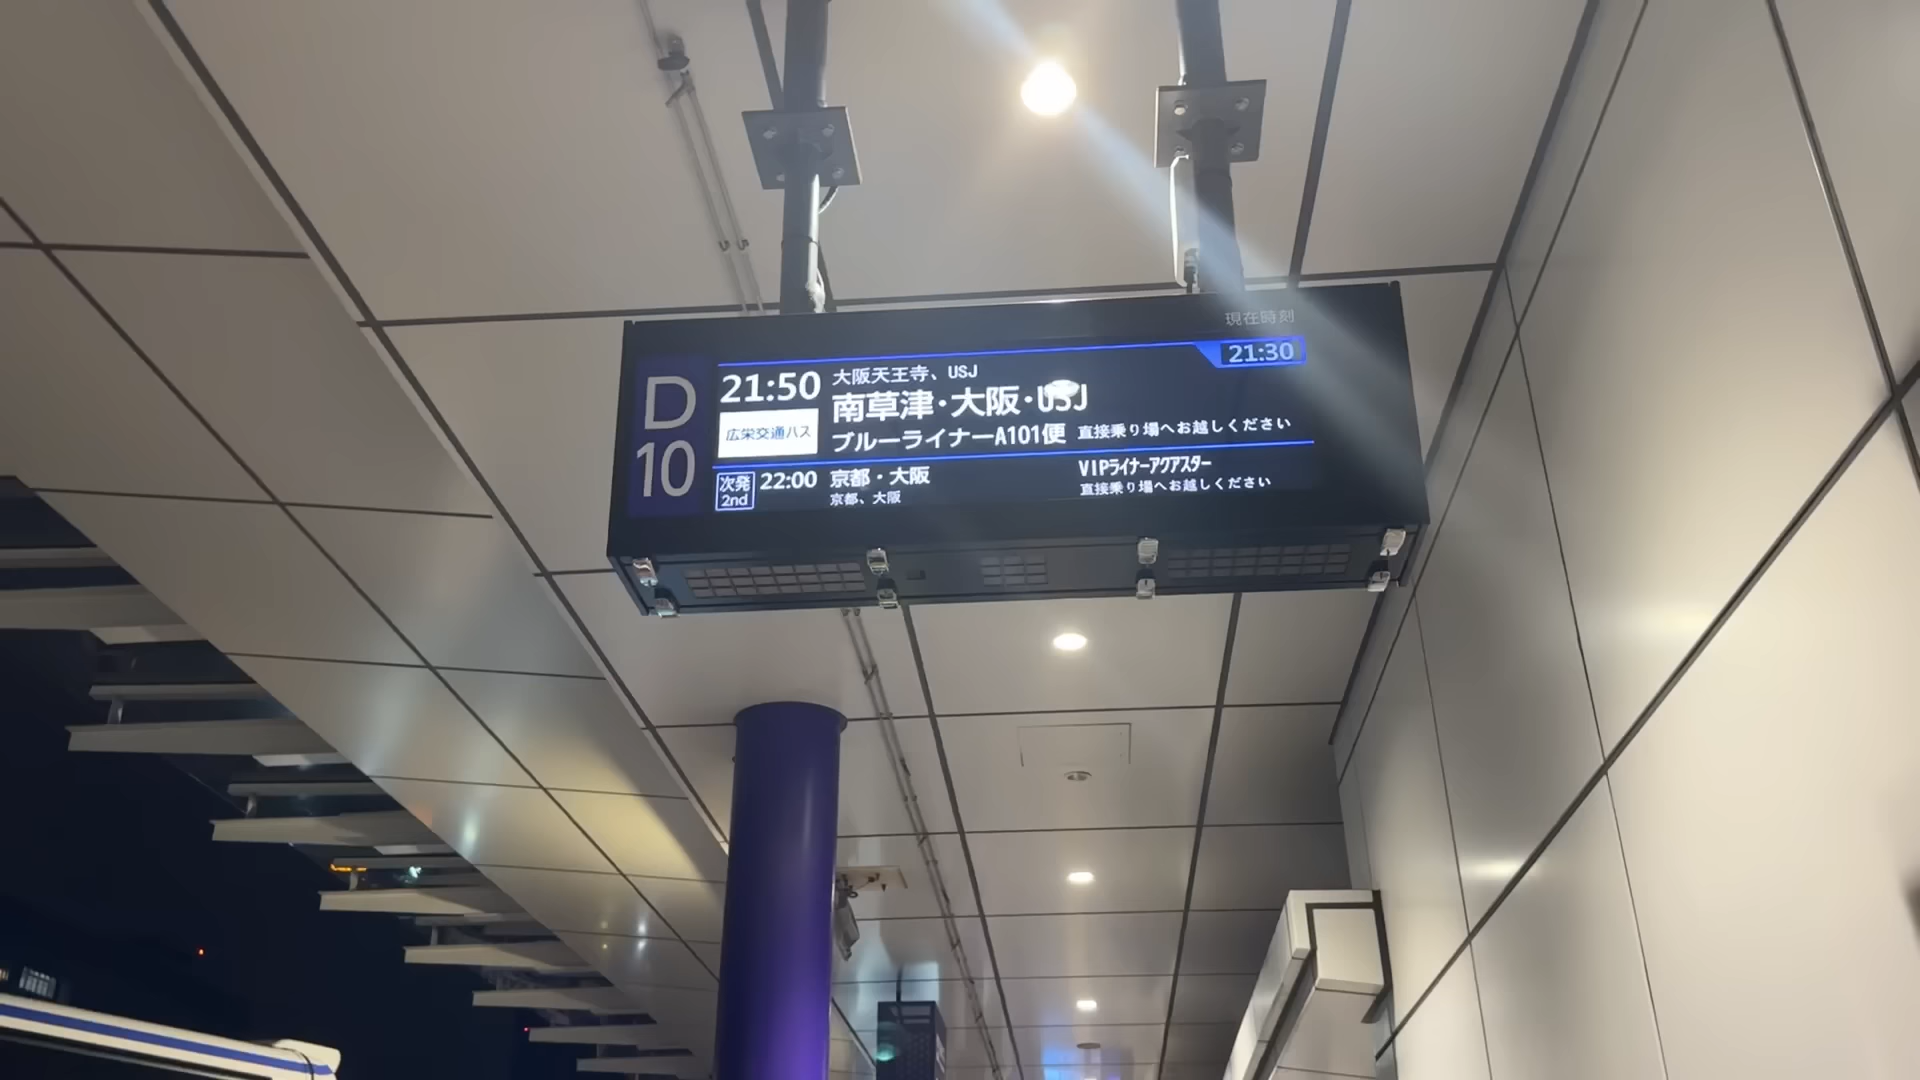 現在時刻
21:30
D
10
21:50
大阪天王寺、USJ
南草津・大阪・USJ
広栄交通バス
ブルーライナーA101便
直接乗り場へお越しください
次発
2nd
22:00
京都・大阪
京都、大阪
VIPライナーアクアスター
直接乗り場へお越しください